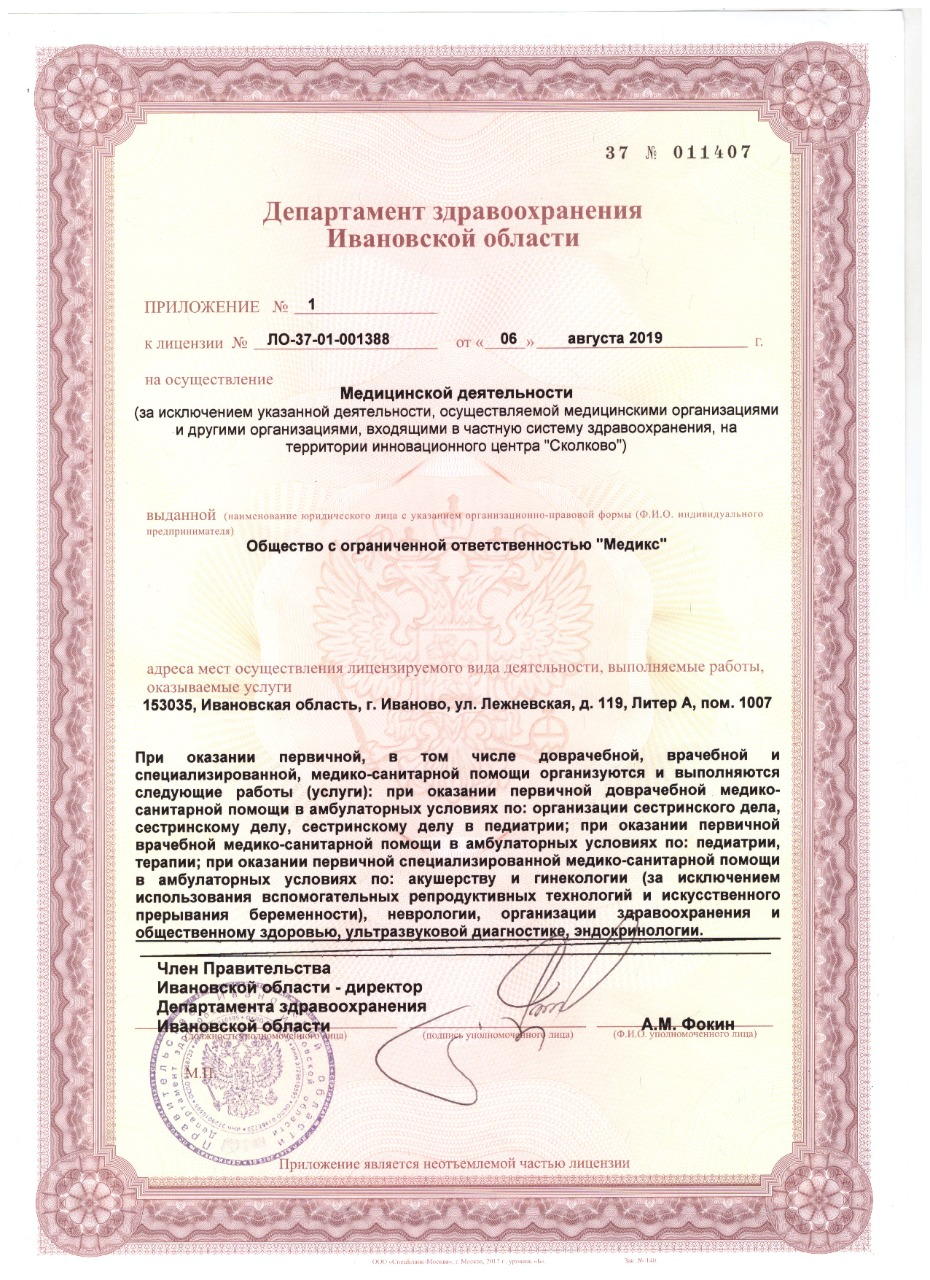 37 № 011407
Департамент здравоохранения
Ивановской области
ПРИЛОЖЕНИЕ № 1
к лицензии № ЛО-37-01-001388 от « 06 » августа 2019 г.
на осуществление
Медицинской деятельности
(за исключением указанной деятельности, осуществляемой медицинскими организациями
и другими организациями, входящими в частную систему здравоохранения, на
территории инновационного центра "Сколково")
выданной (наименование юридического лица с указанием организационно-правовой формы (Ф.И.О. индивидуального
предпринимателя)
Общество с ограниченной ответственностью "Медикс"
адреса мест осуществления лицензируемого вида деятельности, выполняемые работы,
оказываемые услуги
153035, Ивановская область, г. Иваново, ул. Лежневская, д. 119, Литер А, пом. 1007
При оказании первичной, в том числе доврачебной, врачебной и
специализированной, медико-санитарной помощи организуются и выполняются
следующие работы (услуги): при оказании первичной доврачебной медико-
санитарной помощи в амбулаторных условиях по: организации сестринского дела,
сестринскому делу, сестринскому делу в педиатрии; при оказании первичной
врачебной медико-санитарной помощи в амбулаторных условиях по: педиатрии,
терапии; при оказании первичной специализированной медико-санитарной помощи
в амбулаторных условиях по: акушерству и гинекологии (за исключением
использования вспомогательных репродуктивных технологий и искусственного
прерывания беременности), неврологии, организации здравоохранения и
общественному здоровью, ультразвуковой диагностике, эндокринологии.
Член Правительства
Ивановской области - директор
Департамента здравоохранения
Ивановской области А.М. Фокин
(должность уполномоченного лица) (подпись уполномоченного лица) (Ф.И.О. уполномоченного лица)
М.П.
Правительство Ивановской области
Приложение является неотъемлемой частью лицензии